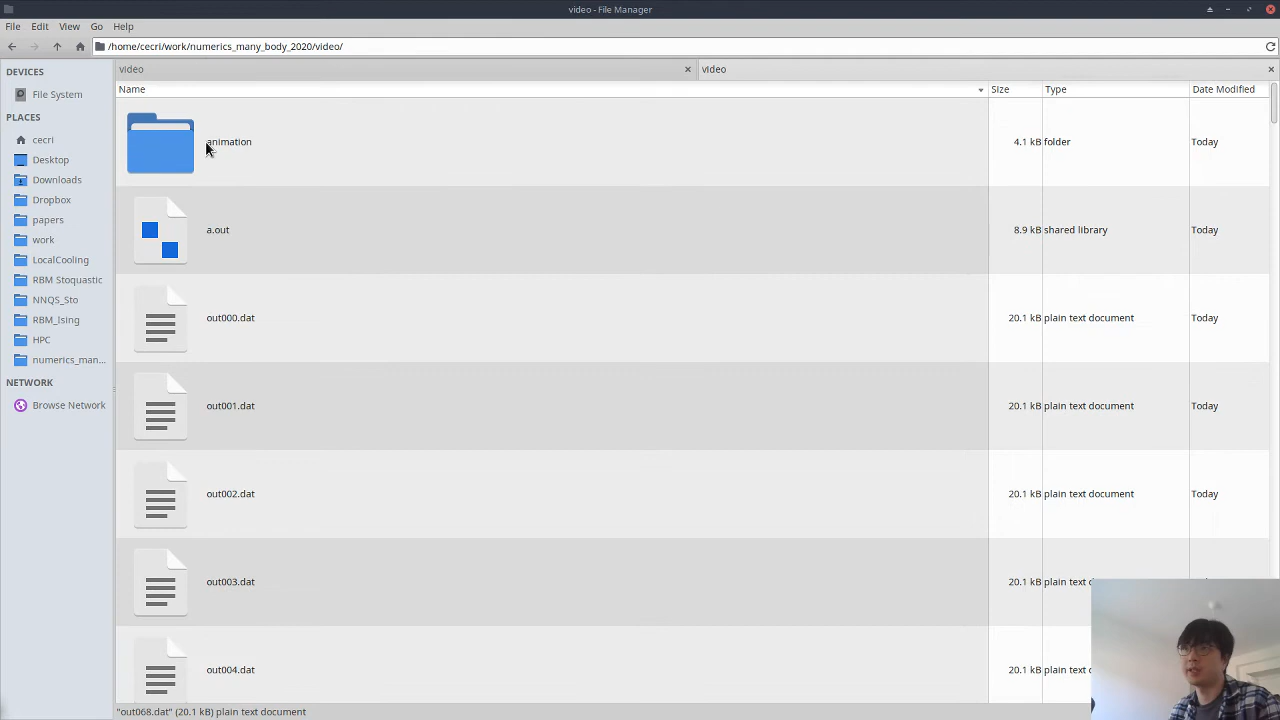 video - File Manager
File Edit View Go Help
/home/cecri/work/numerics_many_body_2020/video/
DEVICES
File System
PLACES
cecri
Desktop
Downloads
Dropbox
papers
work
LocalCooling
RBM Stoquastic
NNQS_Sto
RBM_Ising
HPC
numerics_man...
NETWORK
Browse Network
video video
Name Size Type Date Modified
animation 4.1 kB folder Today
a.out 8.9 kB shared library Today
out000.dat 20.1 kB plain text document Today
out001.dat 20.1 kB plain text document Today
out002.dat 20.1 kB plain text document Today
out003.dat 20.1 kB plain text
out004.dat 20.1 kB plain text
"out068.dat" (20.1 kB) plain text document